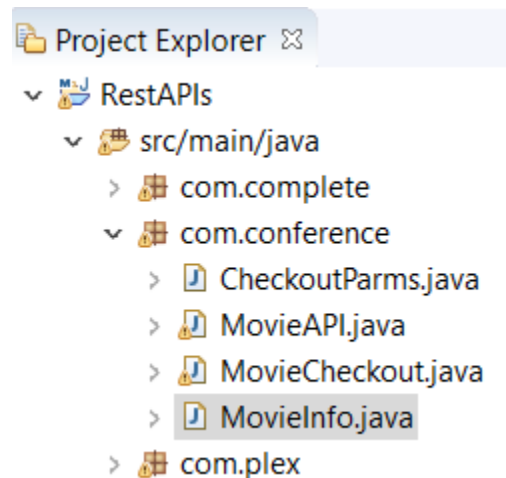 Project Explorer
RestAPIs
src/main/java
com.complete
com.conference
CheckoutParms.java
MovieAPI.java
MovieCheckout.java
MovieInfo.java
com.plex